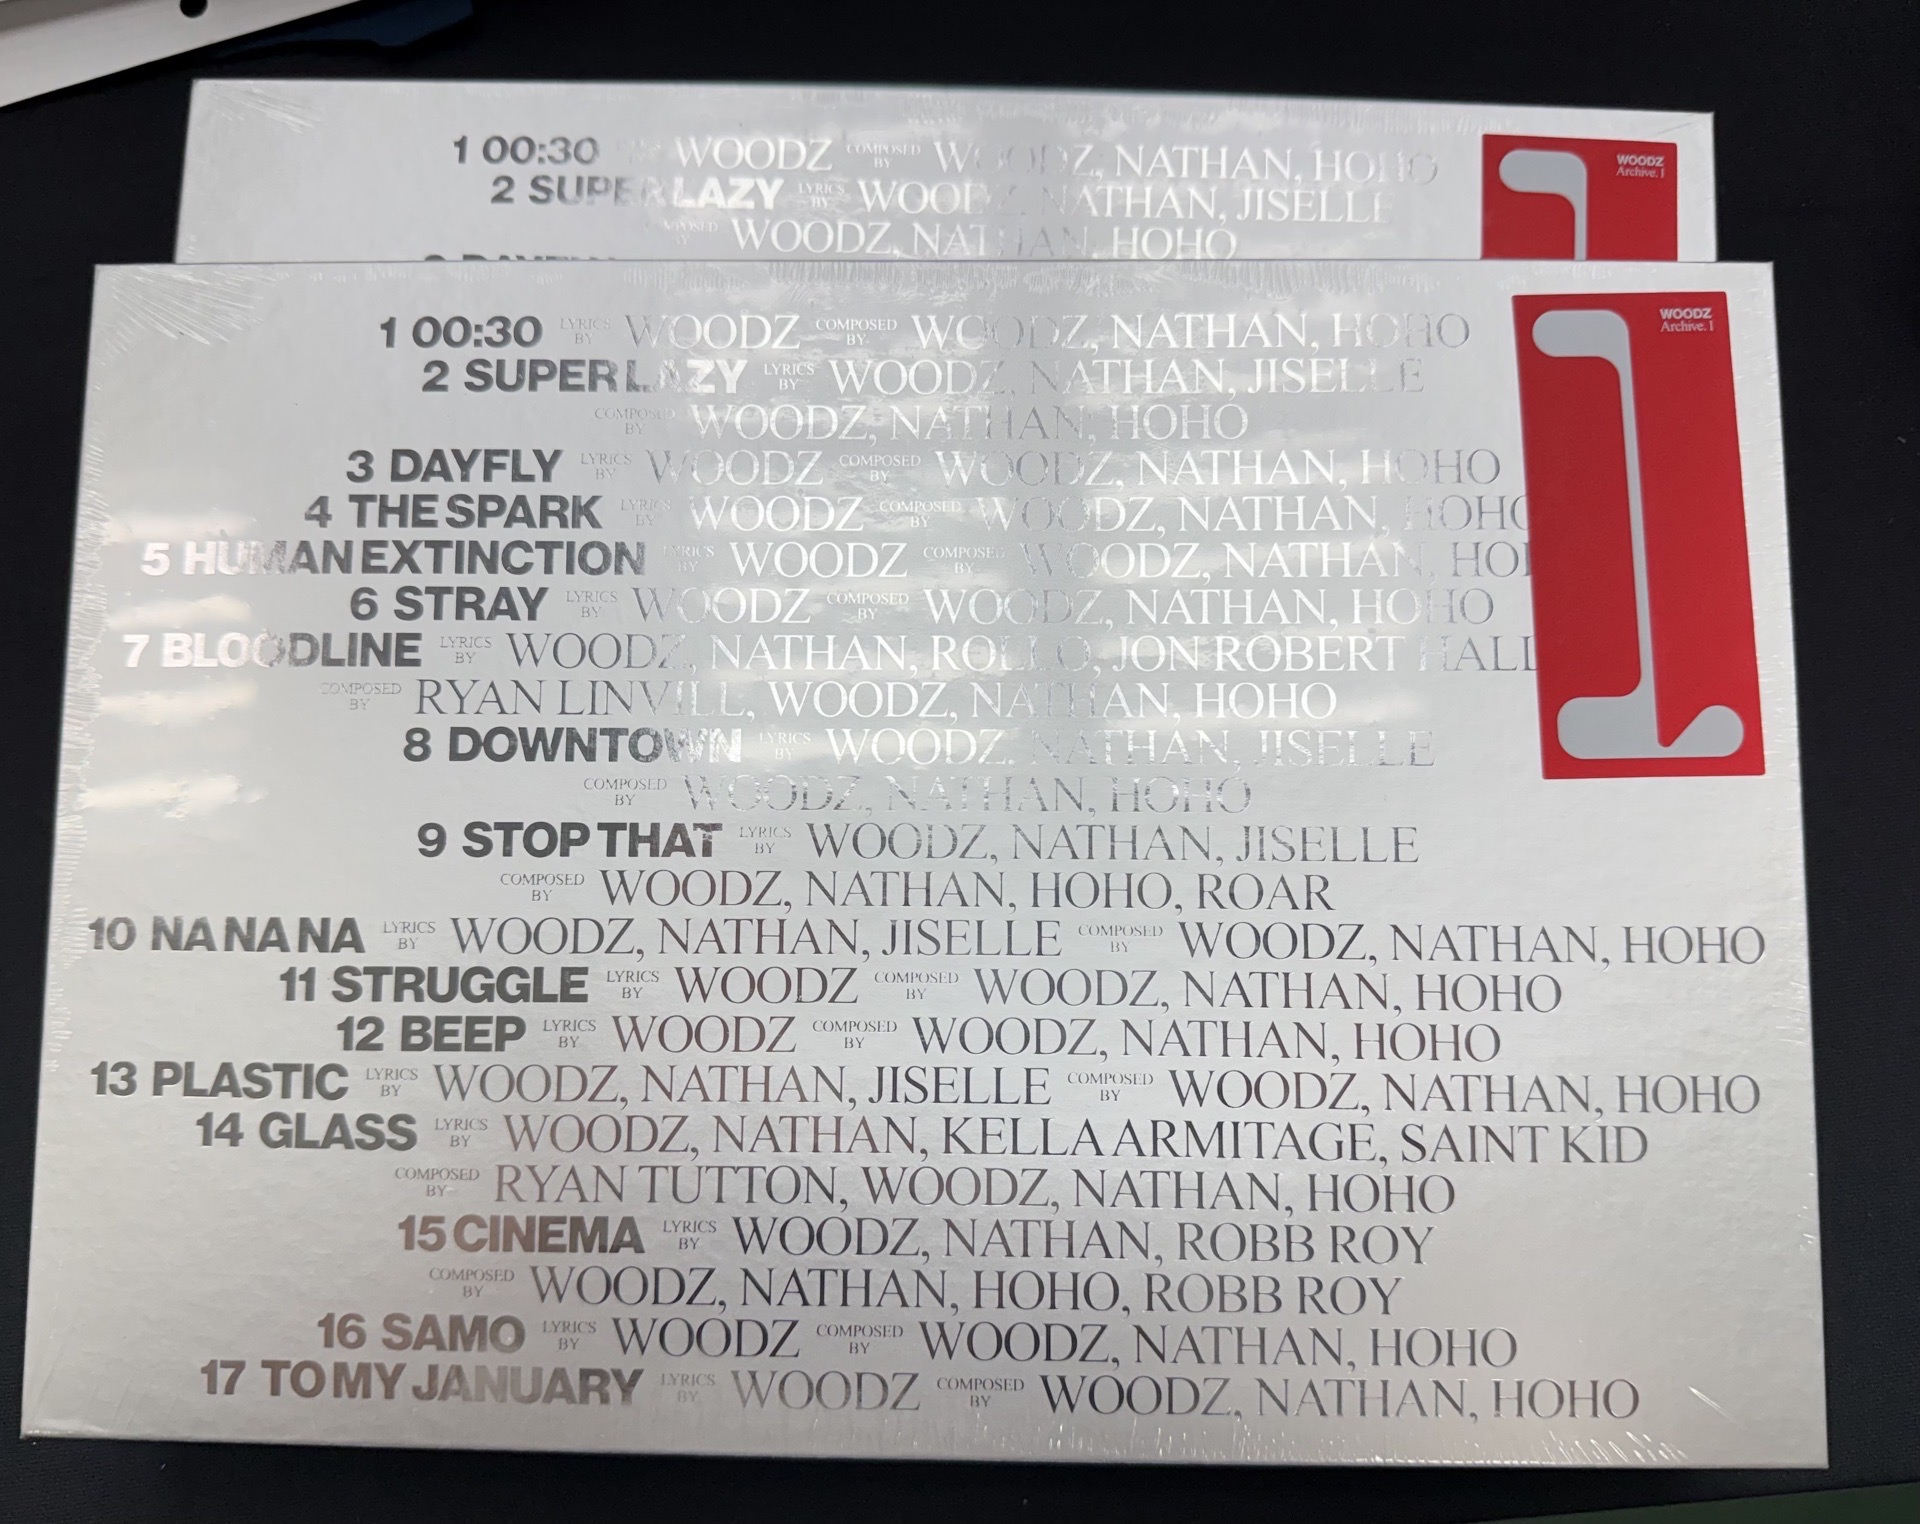 1 00:30 WOODZ COMPOSED BY WOODZ, NATHAN, HOHO
2 SUPER LAZY LYRICS BY WOODZ, NATHAN, JISELLE
COMPOSED BY WOODZ, NATHAN, HOHO
WOODZ
Archive. 1
1 00:30 LYRICS BY WOODZ COMPOSED BY WOODZ, NATHAN, HOHO
2 SUPER LAZY LYRICS BY WOODZ, NATHAN, JISELLE
COMPOSED BY WOODZ, NATHAN, HOHO
3 DAYFLY LYRICS BY WOODZ COMPOSED BY WOODZ, NATHAN, HOHO
4 THE SPARK LYRICS BY WOODZ COMPOSED BY WOODZ, NATHAN, HOHO
5 HUMAN EXTINCTION LYRICS BY WOODZ COMPOSED BY WOODZ, NATHAN, HOH
6 STRAY LYRICS BY WOODZ COMPOSED BY WOODZ, NATHAN, HOHO
7 BLOODLINE LYRICS BY WOODZ, NATHAN, ROLLO, JON ROBERT HALL
COMPOSED BY RYAN LINVILL, WOODZ, NATHAN, HOHO
8 DOWNTOWN LYRICS BY WOODZ, NATHAN, JISELLE
COMPOSED BY WOODZ, NATHAN, HOHO
9 STOP THAT LYRICS BY WOODZ, NATHAN, JISELLE
COMPOSED BY WOODZ, NATHAN, HOHO, ROAR
10 NA NA NA LYRICS BY WOODZ, NATHAN, JISELLE COMPOSED BY WOODZ, NATHAN, HOHO
11 STRUGGLE LYRICS BY WOODZ COMPOSED BY WOODZ, NATHAN, HOHO
12 BEEP LYRICS BY WOODZ COMPOSED BY WOODZ, NATHAN, HOHO
13 PLASTIC LYRICS BY WOODZ, NATHAN, JISELLE COMPOSED BY WOODZ, NATHAN, HOHO
14 GLASS LYRICS BY WOODZ, NATHAN, KELLA ARMITAGE, SAINT KID
COMPOSED BY RYAN TUTTON, WOODZ, NATHAN, HOHO
15 CINEMA LYRICS BY WOODZ, NATHAN, ROBB ROY
COMPOSED BY WOODZ, NATHAN, HOHO, ROBB ROY
16 SAMO LYRICS BY WOODZ COMPOSED BY WOODZ, NATHAN, HOHO
17 TO MY JANUARY LYRICS BY WOODZ COMPOSED BY WOODZ, NATHAN, HOHO
WOODZ
Archive. 1